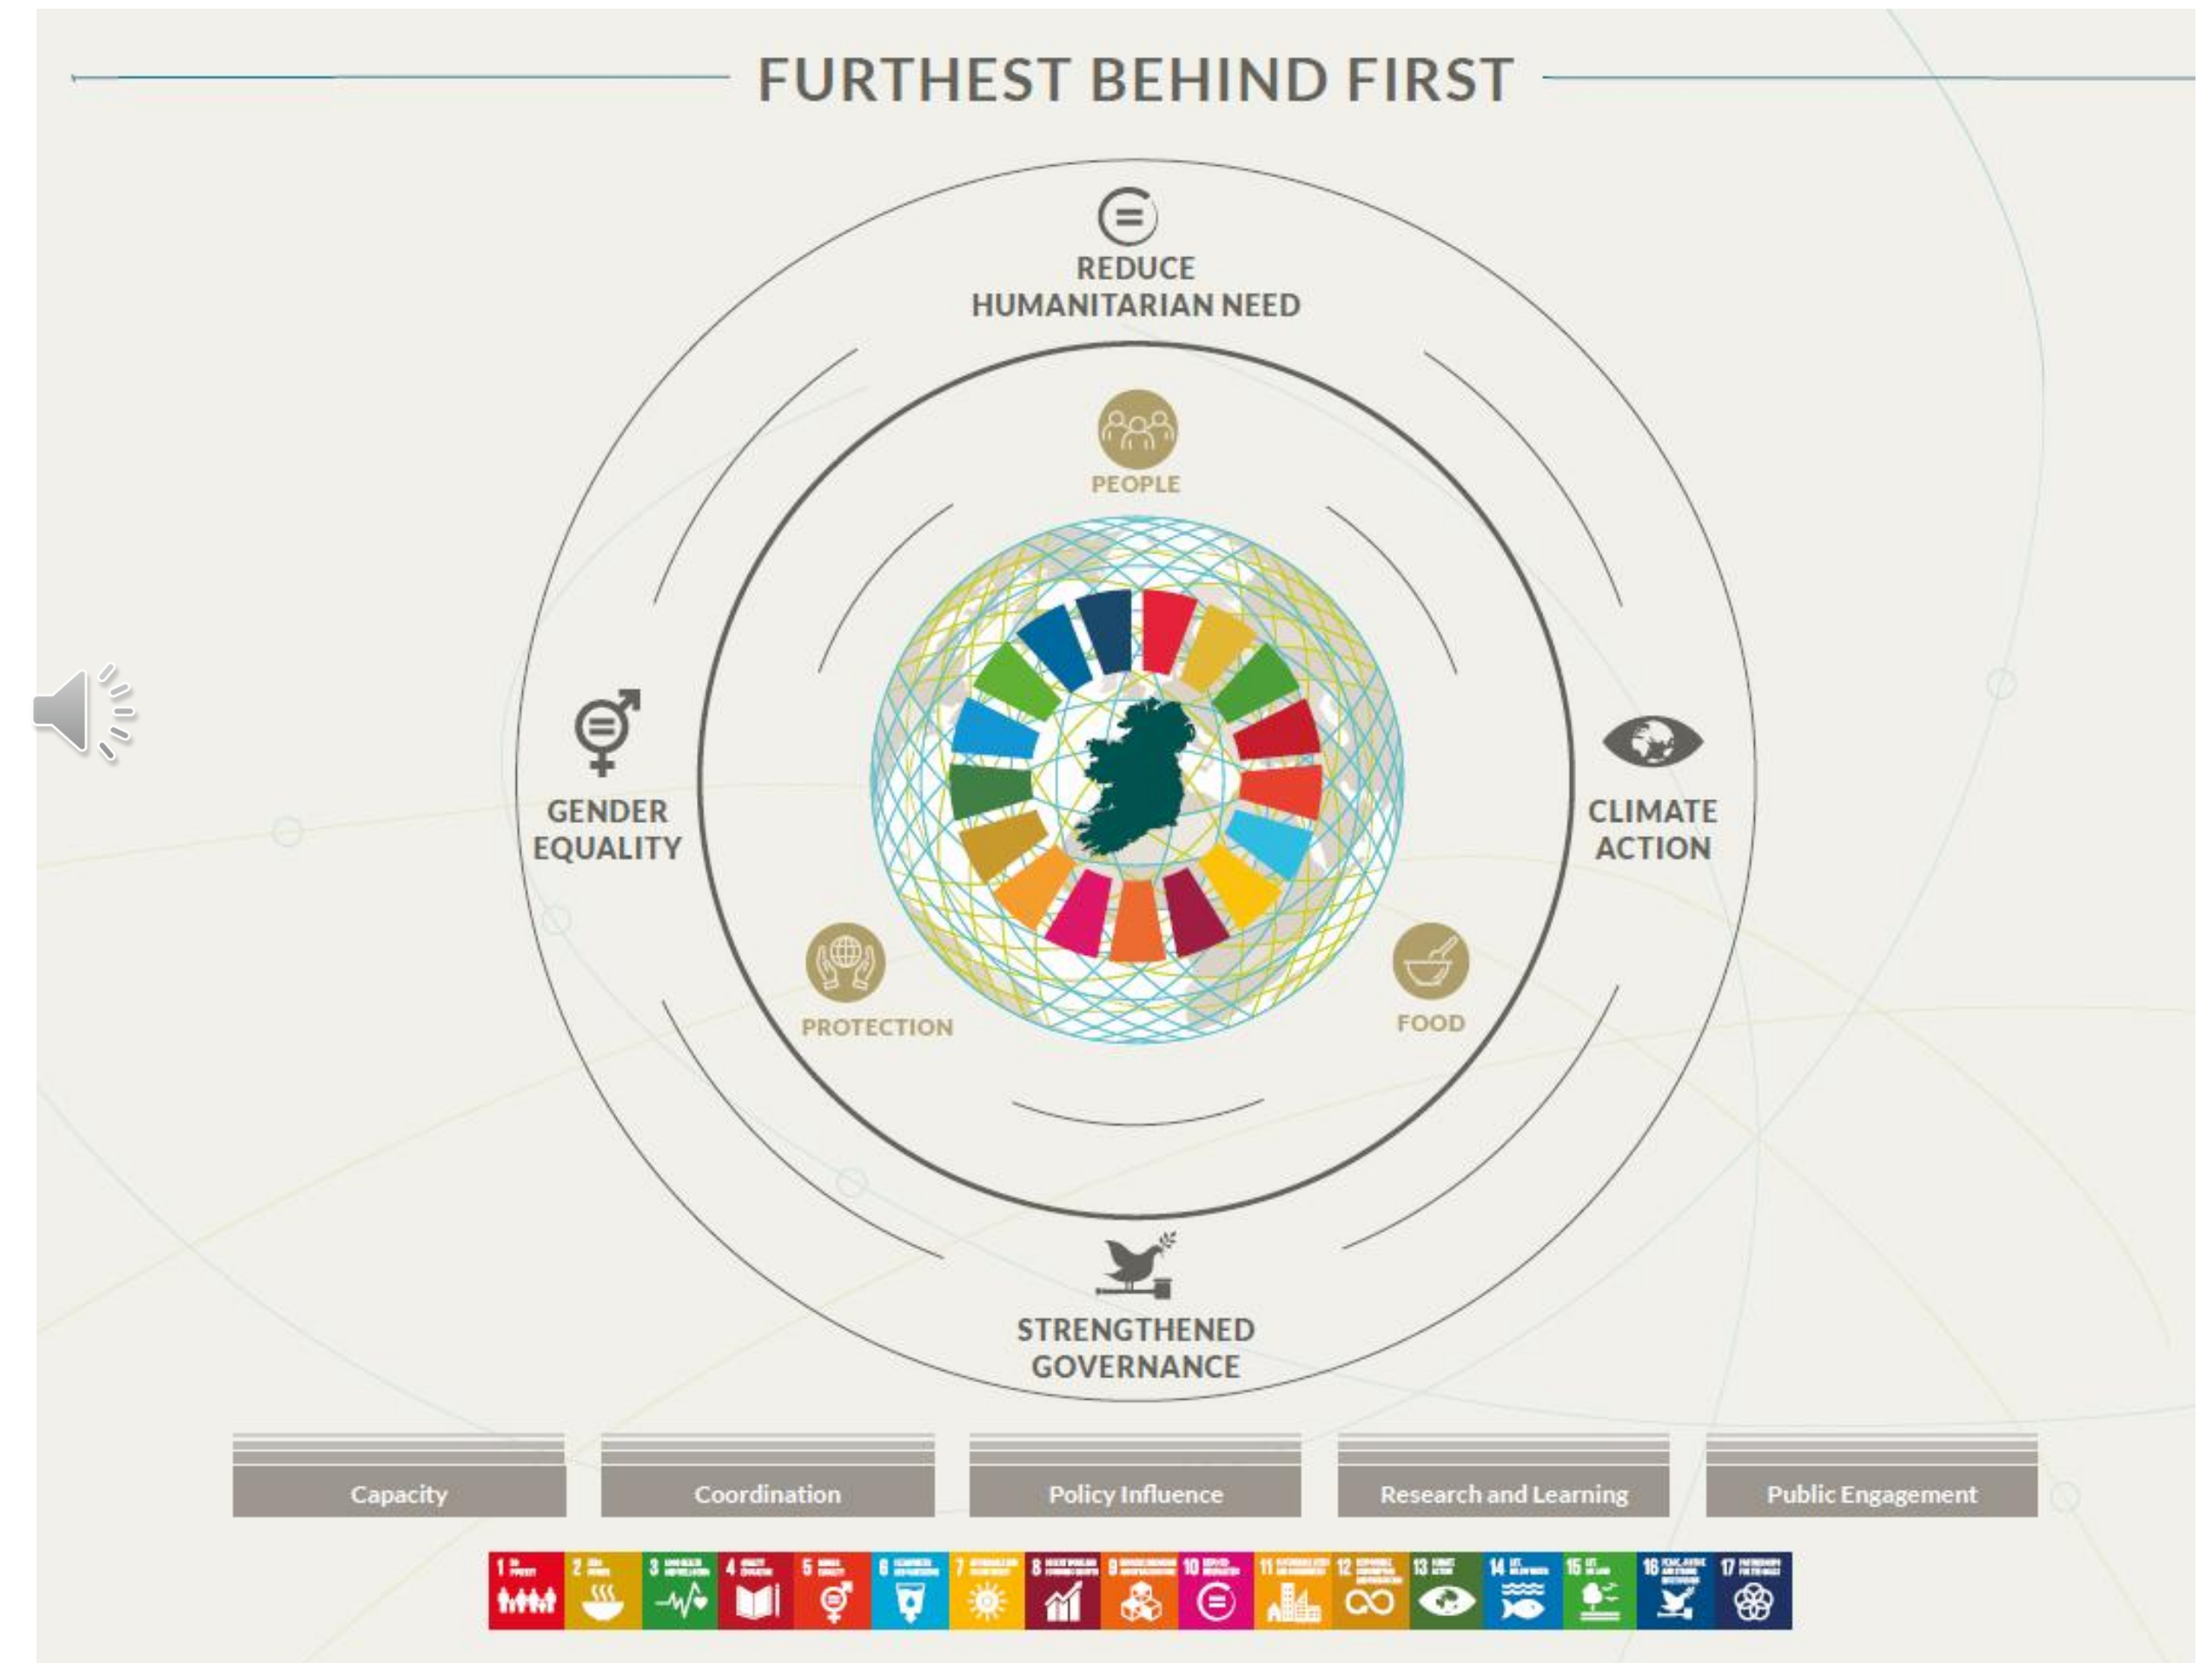 FURTHEST BEHIND FIRST
REDUCE
HUMANITARIAN NEED
PEOPLE
GENDER
EQUALITY
CLIMATE
ACTION
PROTECTION
FOOD
STRENGTHENED
GOVERNANCE
Capacity
Coordination
Policy Influence
Research and Learning
Public Engagement
1
2
3
4
5
6
7
8
9
10
11
12
13
14
15
16
17